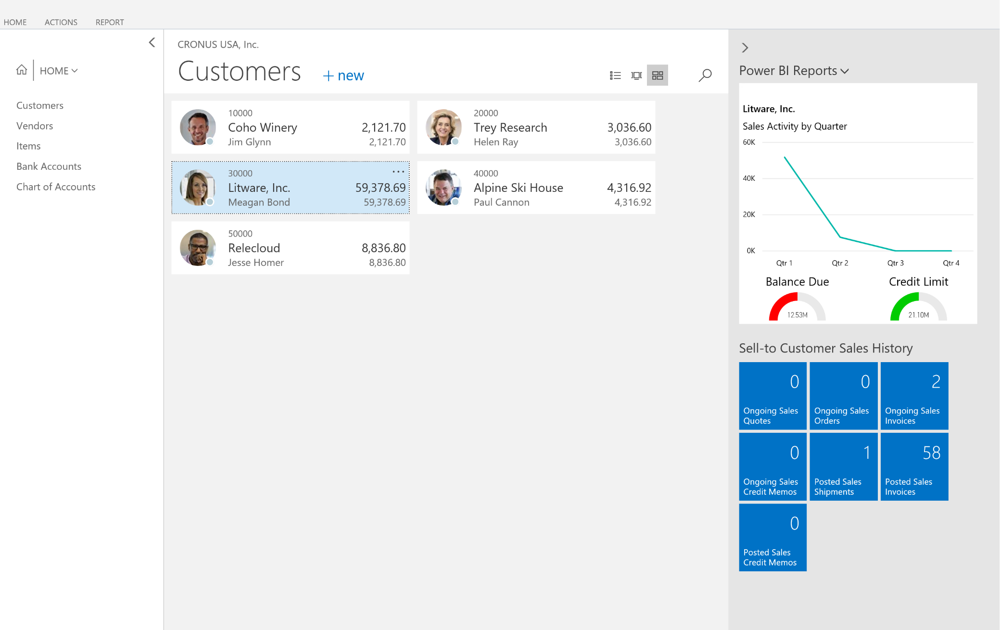 HOME ACTIONS REPORT
HOME
Customers
Vendors
Items
Bank Accounts
Chart of Accounts
CRONUS USA, Inc.
Customers + new
10000
Coho Winery 2,121.70
Jim Glynn 2,121.70
20000
Trey Research 3,036.60
Helen Ray 3,036.60
30000 ...
Litware, Inc. 59,378.69
Meagan Bond 59,378.69
40000
Alpine Ski House 4,316.92
Paul Cannon 4,316.92
50000
Relecloud 8,836.80
Jesse Homer 8,836.80
Power BI Reports
Litware, Inc.
Sales Activity by Quarter
60K
40K
20K
0K
Qtr 1 Qtr 2 Qtr 3 Qtr 4
Balance Due Credit Limit
12.53M 21.10M
Sell-to Customer Sales History
0
Ongoing Sales
Quotes
0
Ongoing Sales
Orders
2
Ongoing Sales
Invoices
0
Ongoing Sales
Credit Memos
1
Posted Sales
Shipments
58
Posted Sales
Invoices
0
Posted Sales
Credit Memos